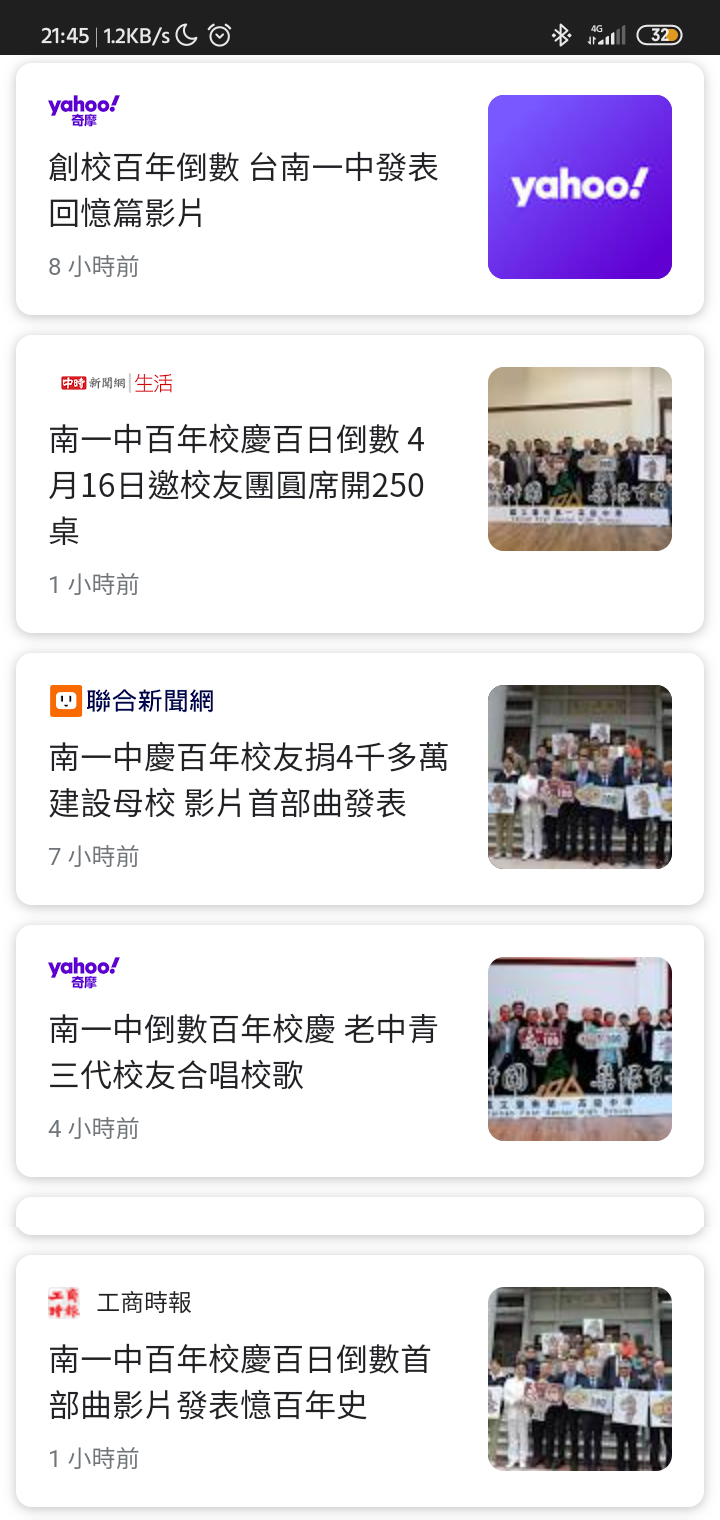 21:45 | 1.2KB/s
4G
32
yahoo!
奇摩
創校百年倒數 台南一中發表
回憶篇影片
8 小時前
yahoo!
中時 新聞網 | 生活
南一中百年校慶百日倒數 4
月16日邀校友團圓席開250
桌
1 小時前
聯合新聞網
南一中慶百年校友捐4千多萬
建設母校 影片首部曲發表
7 小時前
yahoo!
奇摩
南一中倒數百年校慶 老中青
三代校友合唱校歌
4 小時前
工商時報
工商時報
南一中百年校慶百日倒數首
部曲影片發表憶百年史
1 小時前